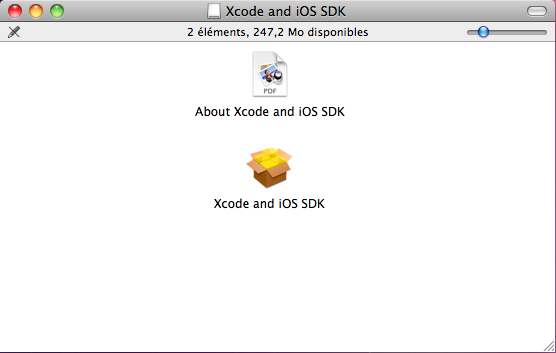 Xcode and iOS SDK
2 éléments, 247,2 Mo disponibles
PDF
About Xcode and iOS SDK
Xcode and iOS SDK